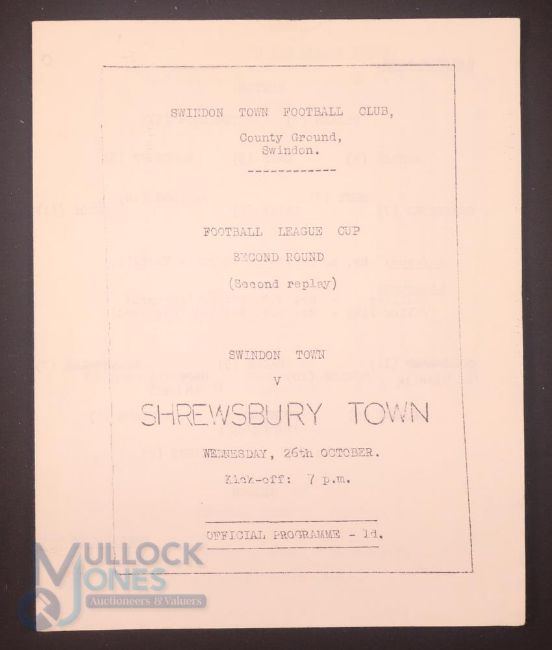 SWINDON TOWN FOOTBALL CLUB,
County Ground,
Swindon.
------------
FOOTBALL LEAGUE CUP
SECOND ROUND
(Second replay)
SWINDON TOWN
V
SHREWSBURY TOWN
WEDNESDAY, 26th OCTOBER.
Kick-off: 7 p.m.
OFFICIAL PROGRAMME - 1d.
MULLOCK
JONES
Auctioneers & Valuers